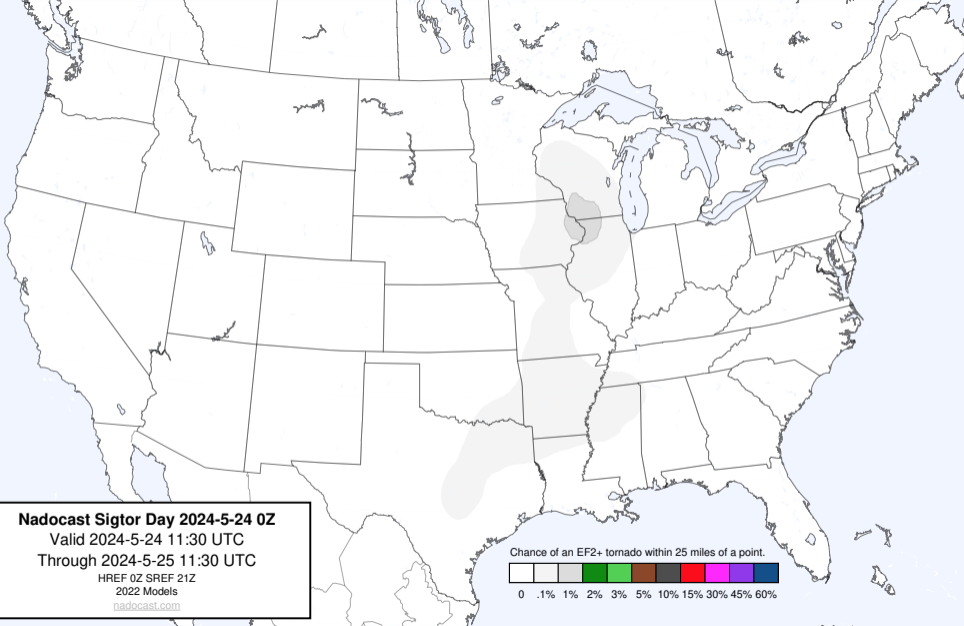 Nadocast Sigtor Day 2024-5-24 0Z
Valid 2024-5-24 11:30 UTC
Through 2024-5-25 11:30 UTC
HREF 0Z SREF 21Z
2022 Models
nadocast.com
Chance of an EF2+ tornado within 25 miles of a point.
0 .1% 1% 2% 3% 5% 10% 15% 30% 45% 60%